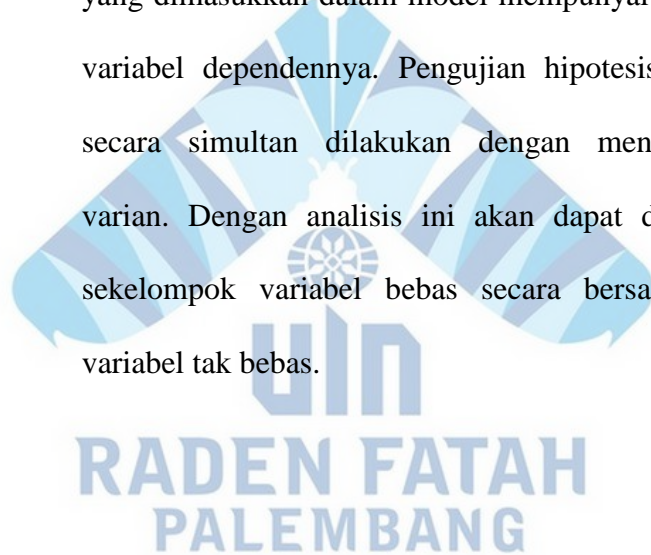 yang dimasukkan dalam model mempunyai
variabel dependennya. Pengujian hipotesis
secara simultan dilakukan dengan men
varian. Dengan analisis ini akan dapat d
sekelompok variabel bebas secara bersa
variabel tak bebas.
uin
RADEN FATAH
PALEMBANG